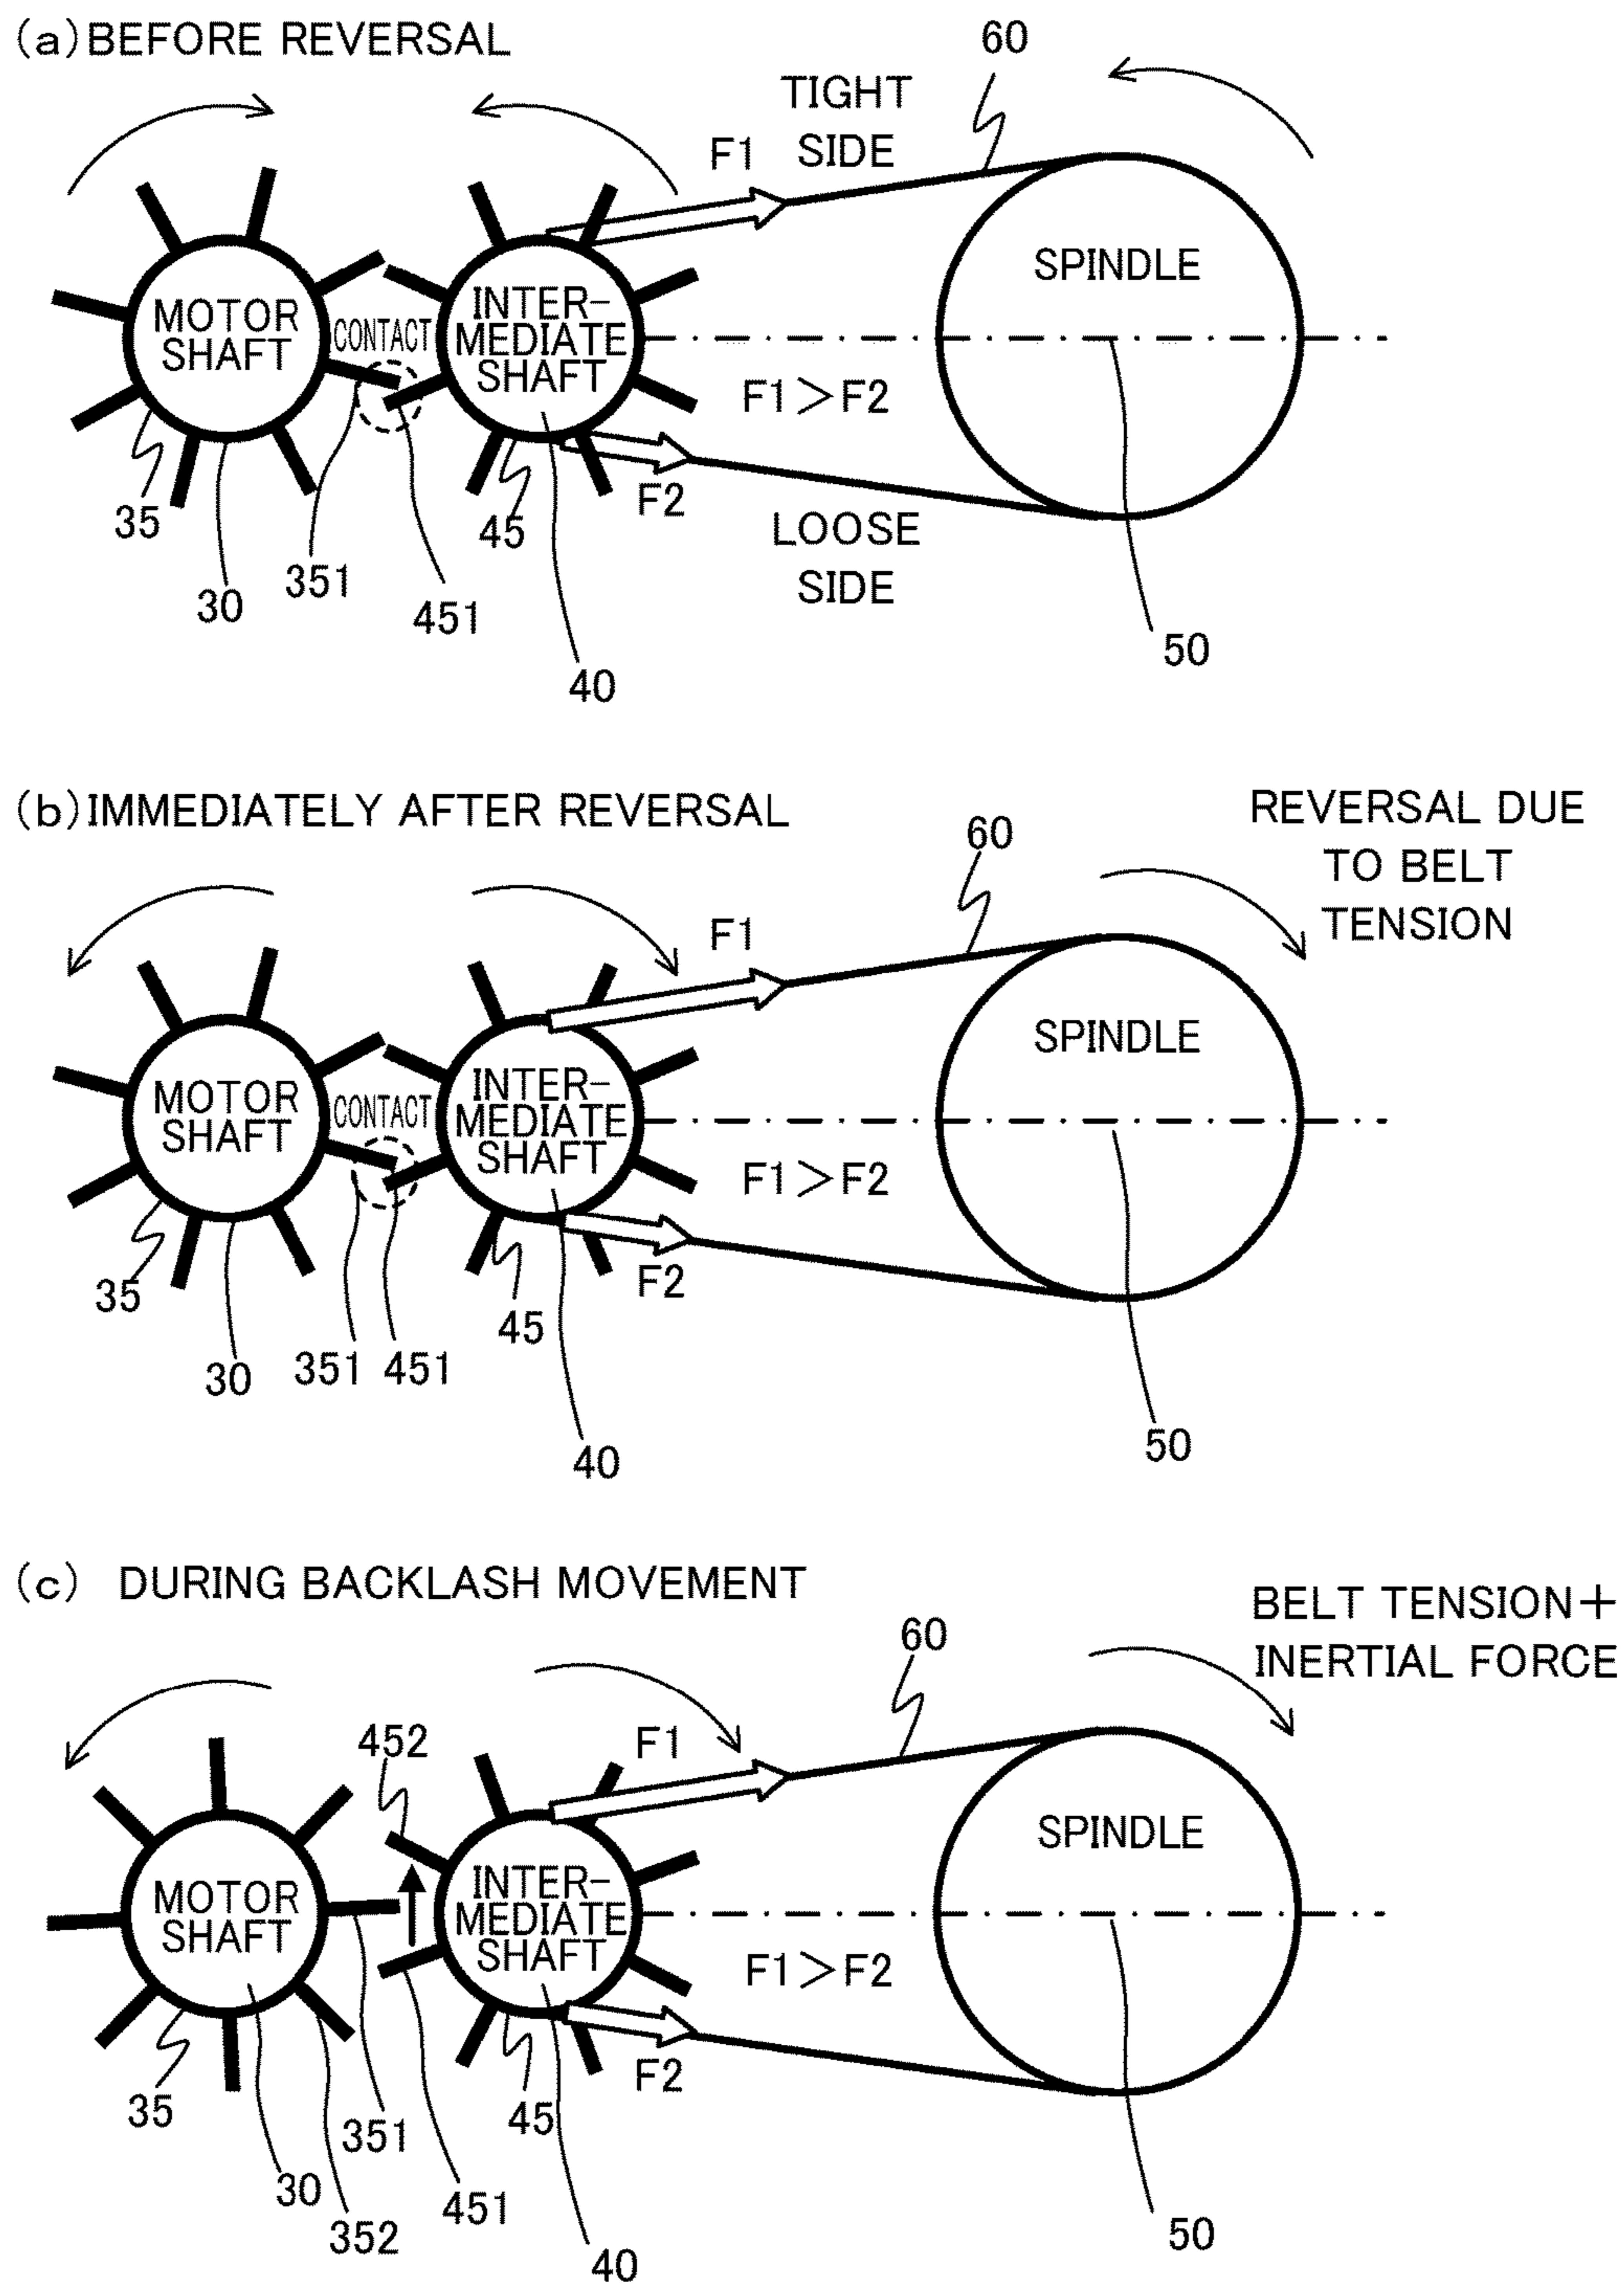 (a) BEFORE REVERSAL
60
TIGHT
SIDE
F1
SPINDLE
MOTOR
SHAFT
CONTACT
INTER-
MEDIATE
SHAFT
F1>F2
35
30
351
451
45
F2
40
LOOSE
SIDE
50
(b) IMMEDIATELY AFTER REVERSAL
REVERSAL DUE
TO BELT
TENSION
60
F1
SPINDLE
MOTOR
SHAFT
CONTACT
INTER-
MEDIATE
SHAFT
F1>F2
35
30
351
451
45
F2
40
50
(c) DURING BACKLASH MOVEMENT
BELT TENSION+
INERTIAL FORCE
60
452
F1
SPINDLE
MOTOR
SHAFT
INTER-
MEDIATE
SHAFT
F1>F2
35
30
351
352
451
45
F2
40
50